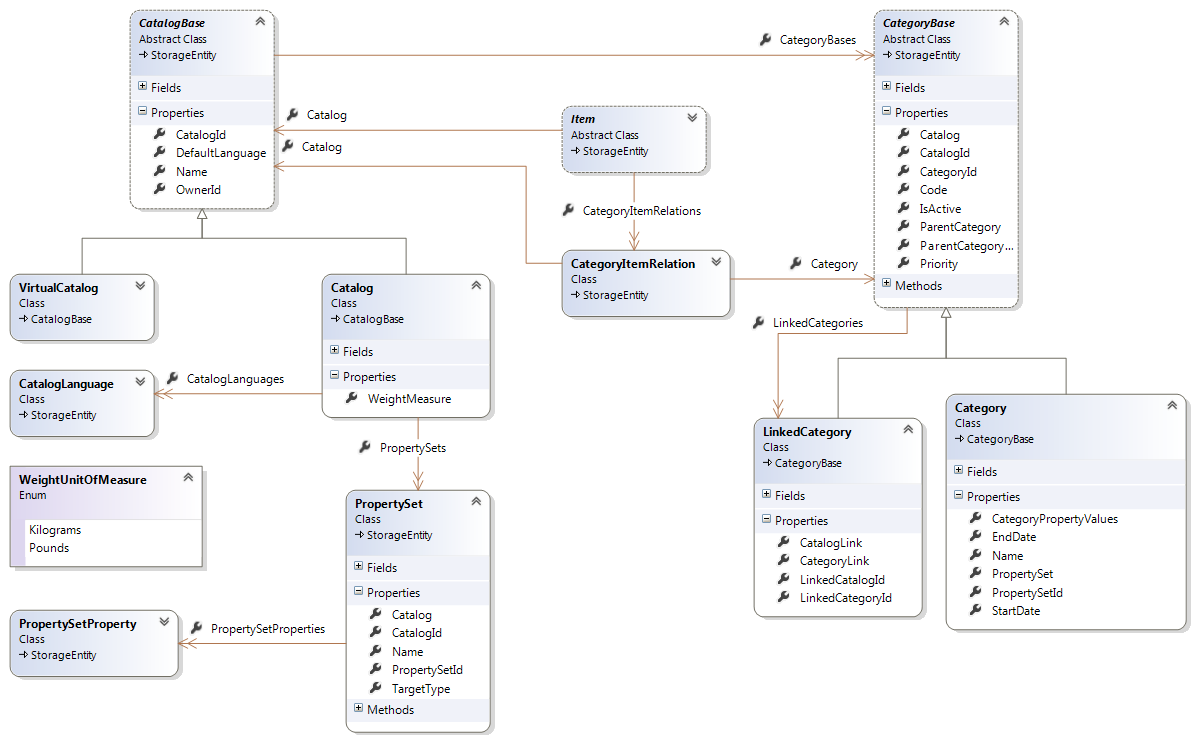 CatalogBase
Abstract Class
StorageEntity
Fields
Properties
CatalogId
DefaultLanguage
Name
OwnerId
CategoryBases
CategoryBase
Abstract Class
StorageEntity
Fields
Properties
Catalog
CatalogId
CategoryId
Code
IsActive
ParentCategory
ParentCategory...
Priority
Methods
Catalog
Catalog
Item
Abstract Class
StorageEntity
CategoryItemRelations
CategoryItemRelation
Class
StorageEntity
Category
VirtualCatalog
Class
CatalogBase
Catalog
Class
CatalogBase
Fields
Properties
WeightMeasure
LinkedCategories
CatalogLanguage
Class
StorageEntity
CatalogLanguages
PropertySets
LinkedCategory
Class
CategoryBase
Fields
Properties
CatalogLink
CategoryLink
LinkedCatalogId
LinkedCategoryId
Category
Class
CategoryBase
Fields
Properties
CategoryPropertyValues
EndDate
Name
PropertySet
PropertySetId
StartDate
WeightUnitOfMeasure
Enum
Kilograms
Pounds
PropertySet
Class
StorageEntity
Fields
Properties
Catalog
CatalogId
Name
PropertySetId
TargetType
Methods
PropertySetProperty
Class
StorageEntity
PropertySetProperties